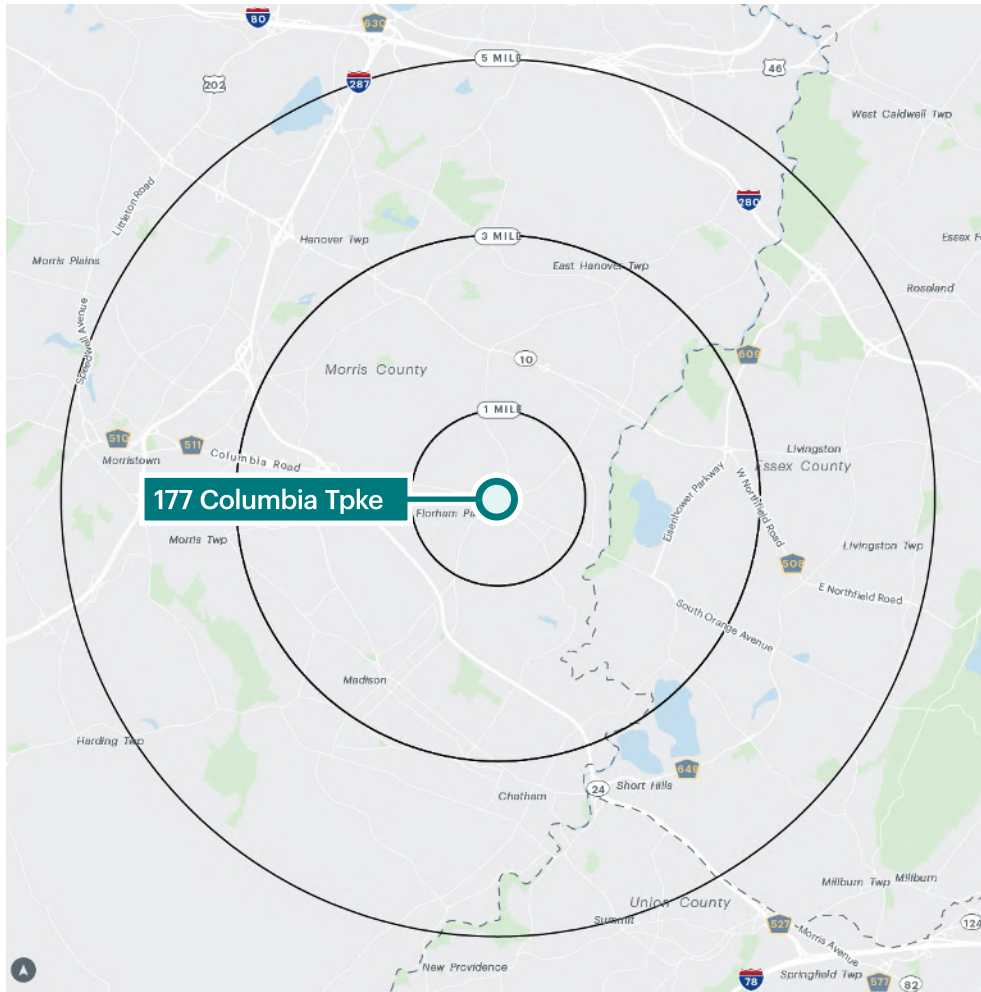 80
630
5 MILE
46
202
287
West Caldwell Twp
Littleton Road
280
Hanover Twp
3 MILE
Essex F
Morris Plains
East Hanover Twp
Roseland
Speedwell Avenue
609
10
Morris County
1 MILE
510
511
Columbia Road
Morristown
Livingston
Essex County
Eisenhower Parkway
W Northfield Road
177 Columbia Tpke
Florham Pa
Morris Twp
Livingston Twp
508
E Northfield Road
South Orange Avenue
Madison
Harding Twp
649
Short Hills
24
Chatham
Millburn Twp
Millburn
Union County
Summit
527
124
Morris Avenue
New Providence
Springfield Twp
78
577
82